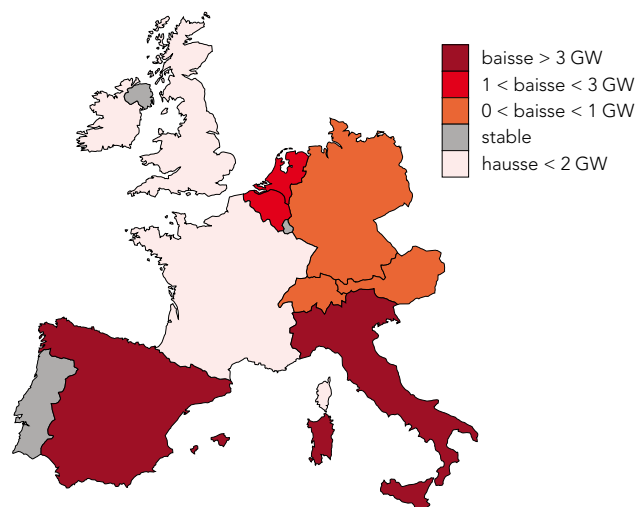 baisse > 3 GW
1 < baisse < 3 GW
0 < baisse < 1 GW
stable
hausse < 2 GW